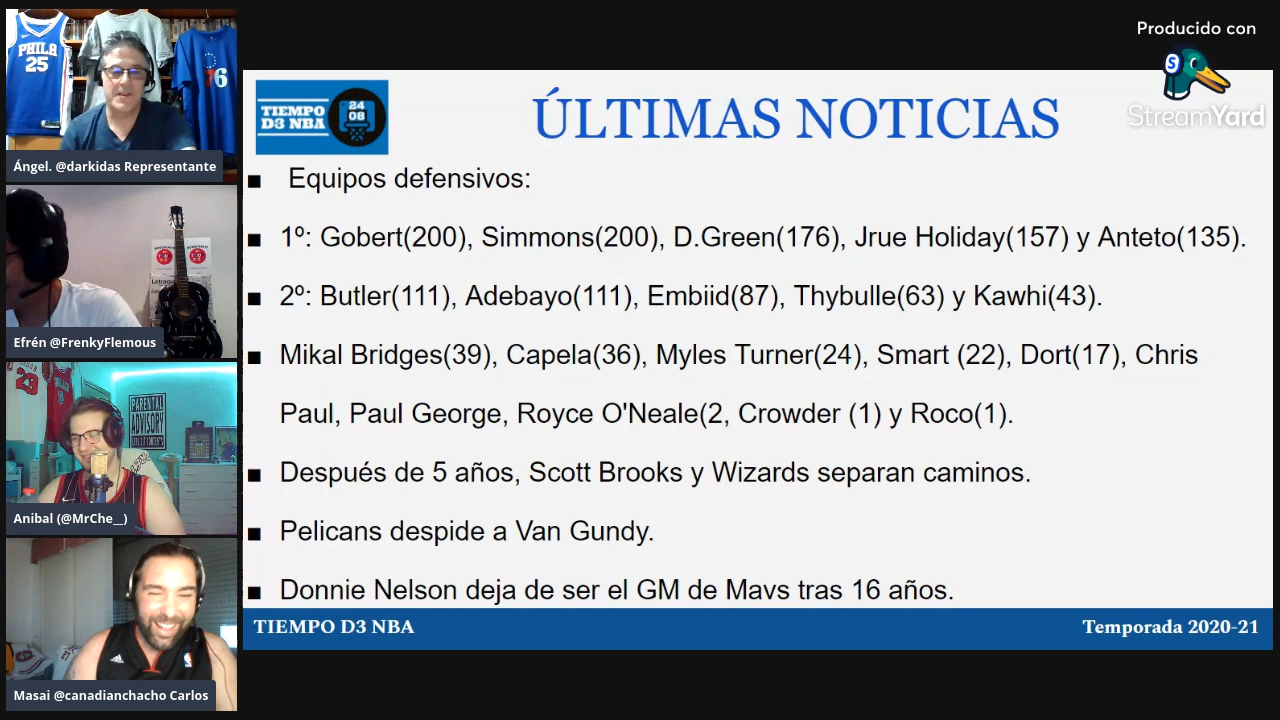 Producido con
StreamYard
TIEMPO
D3 NBA
24
08
ÚLTIMAS NOTICIAS
■ Equipos defensivos:
■ 1º: Gobert(200), Simmons(200), D.Green(176), Jrue Holiday(157) y Anteto(135).
■ 2º: Butler(111), Adebayo(111), Embiid(87), Thybulle(63) y Kawhi(43).
■ Mikal Bridges(39), Capela(36), Myles Turner(24), Smart (22), Dort(17), Chris
Paul, Paul George, Royce O'Neale(2, Crowder (1) y Roco(1).
■ Después de 5 años, Scott Brooks y Wizards separan caminos.
■ Pelicans despide a Van Gundy.
■ Donnie Nelson deja de ser el GM de Mavs tras 16 años.
TIEMPO D3 NBA
Temporada 2020-21
PHILA
25
76
Ángel. @darkidas Representante
Efrén @FrenkyFlemous
23
PARENTAL
ADVISORY
Anibal (@MrChe__)
Masai @canadianchacho Carlos